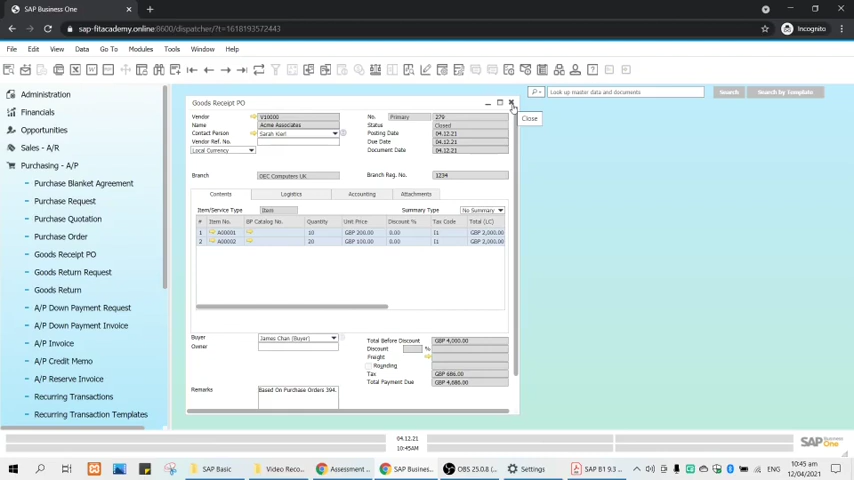 SAP Business One
sap-fitacademy.online:8600/dispatcher/?t=1618193572443
Incognito
File Edit View Data Go To Modules Tools Window Help
Administration
Financials
Opportunities
Sales - A/R
Purchasing - A/P
Purchase Blanket Agreement
Purchase Request
Purchase Quotation
Purchase Order
Goods Receipt PO
Goods Return Request
Goods Return
A/P Down Payment Request
A/P Down Payment Invoice
A/P Invoice
A/P Credit Memo
A/P Reserve Invoice
Recurring Transactions
Recurring Transaction Templates
Look up master data and documents Search Search by Template
Goods Receipt PO
Close
Vendor V10000 No. Primary 279
Name Acme Associates Status Closed
Contact Person Sarah Kierl Posting Date 04.12.21
Vendor Ref. No. Due Date 04.12.21
Local Currency Document Date 04.12.21
Branch DEC Computers UK Branch Reg. No. 1234
Contents Logistics Accounting Attachments
Item/Service Type Item Summary Type No Summary
# Item No. BP Catalog No. Quantity Unit Price Discount % Tax Code Total (LC)
1 A00001 10 GBP 200.00 0.00 I1 GBP 2,000.00
2 A00002 20 GBP 100.00 0.00 I1 GBP 2,000.00
Buyer James Chan (Buyer) Total Before Discount GBP 4,000.00
Owner Discount %
Freight
Rounding
Tax GBP 686.00
Remarks Based On Purchase Orders 394. Total Payment Due GBP 4,686.00
04.12.21
10:45AM
SAP Business One
SAP Basic Video Reco... Assessment ... SAP Busines... OBS 25.0.8 (... Settings SAP B1 9.3 ... ENG 10:45 am
12/04/2021